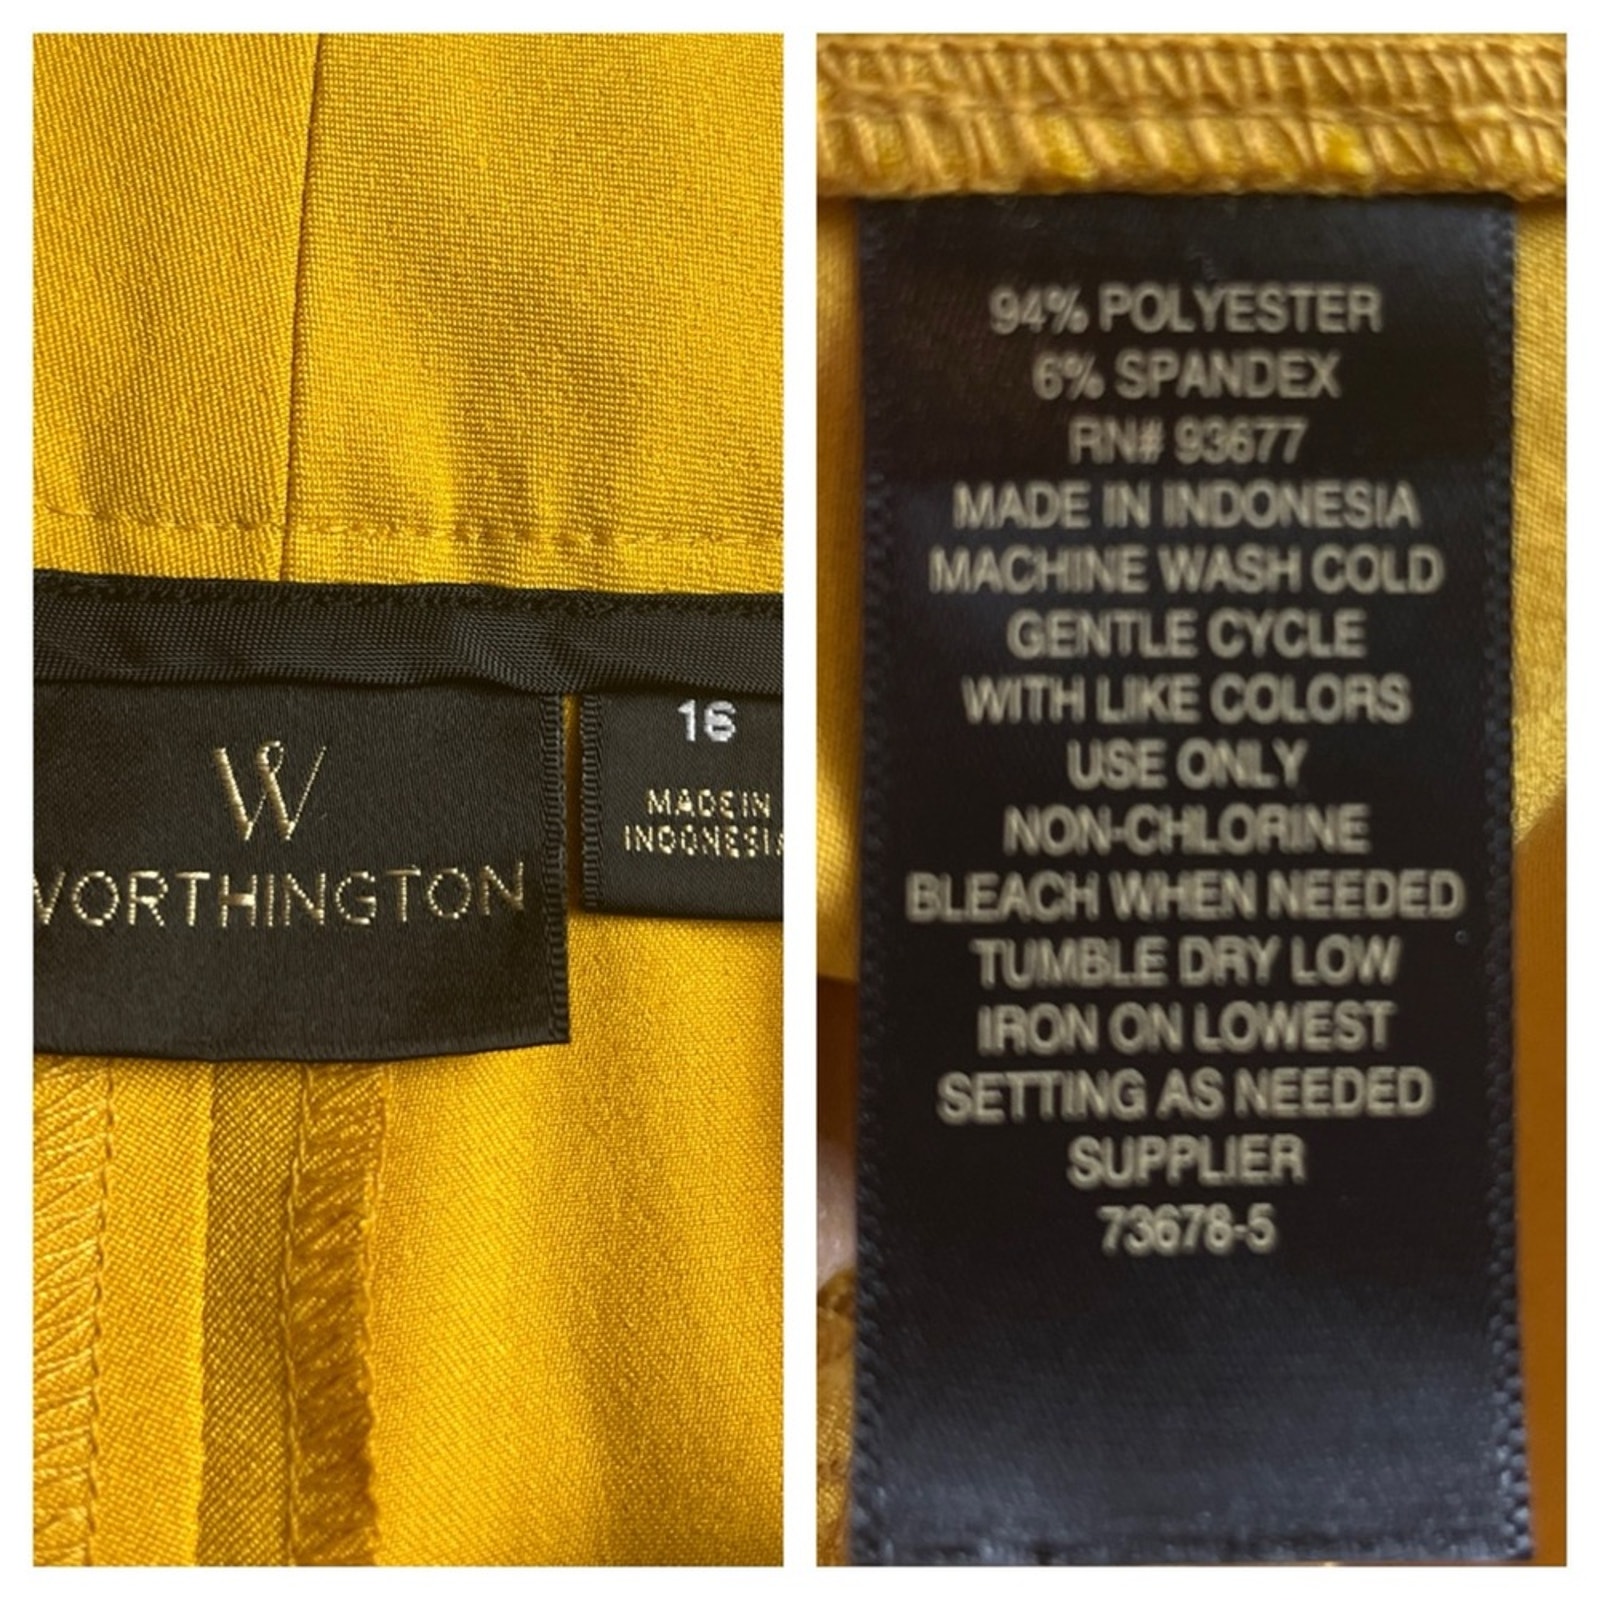 W
WORTHINGTON
16
MADE IN
INDONESIA
94% POLYESTER
6% SPANDEX
RN# 93677
MADE IN INDONESIA
MACHINE WASH COLD
GENTLE CYCLE
WITH LIKE COLORS
USE ONLY
NON-CHLORINE
BLEACH WHEN NEEDED
TUMBLE DRY LOW
IRON ON LOWEST
SETTING AS NEEDED
SUPPLIER
73678-5